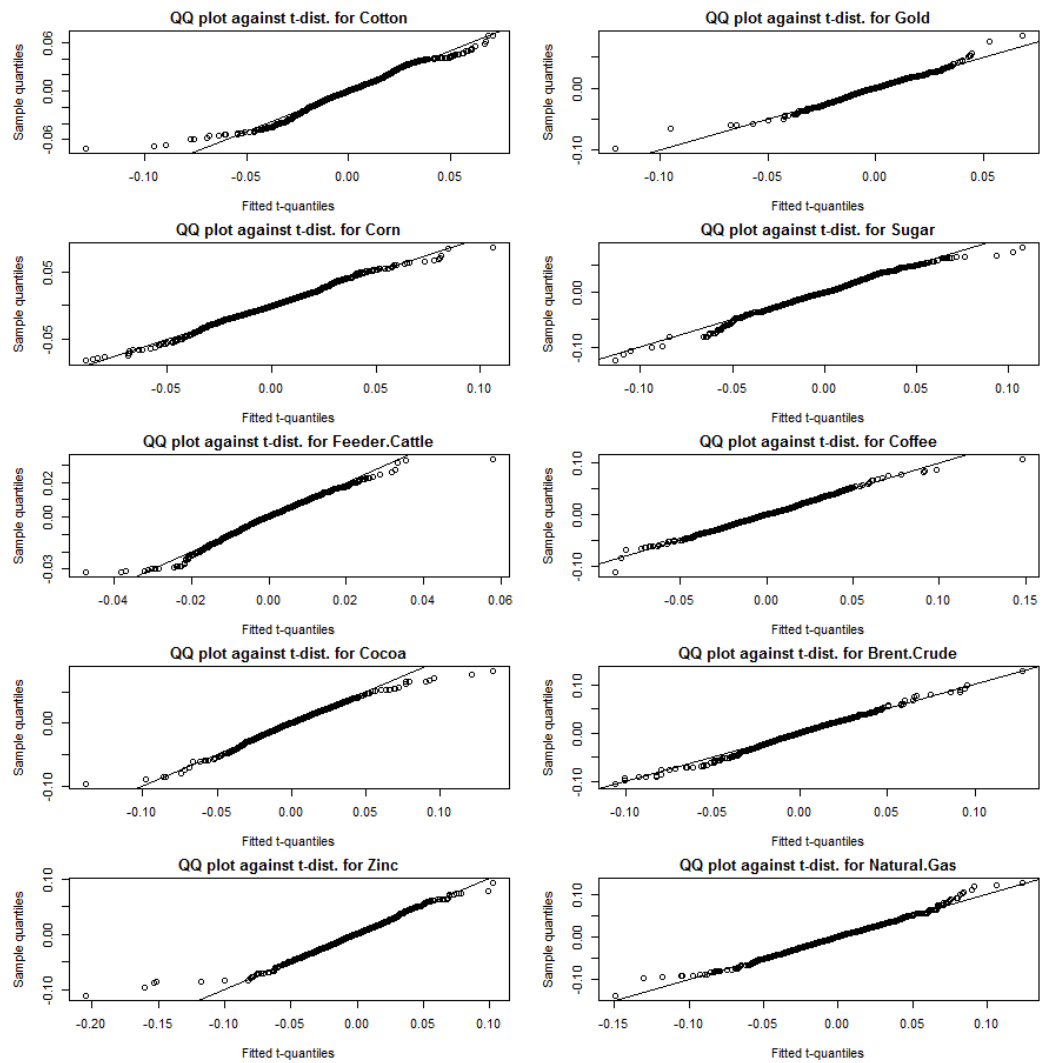 QQ plot against t-dist. for Cotton
Sample quantiles
-0.06 0.00 0.06
-0.10 -0.05 0.00 0.05
Fitted t-quantiles
QQ plot against t-dist. for Gold
Sample quantiles
-0.10 0.00
-0.10 -0.05 0.00 0.05
Fitted t-quantiles
QQ plot against t-dist. for Corn
Sample quantiles
-0.05 0.05
-0.05 0.00 0.05 0.10
Fitted t-quantiles
QQ plot against t-dist. for Sugar
Sample quantiles
-0.10 0.00
-0.10 -0.05 0.00 0.05 0.10
Fitted t-quantiles
QQ plot against t-dist. for Feeder.Cattle
Sample quantiles
-0.03 0.00 0.02
-0.04 -0.02 0.00 0.02 0.04 0.06
Fitted t-quantiles
QQ plot against t-dist. for Coffee
Sample quantiles
-0.10 0.00 0.10
-0.05 0.00 0.05 0.10 0.15
Fitted t-quantiles
QQ plot against t-dist. for Cocoa
Sample quantiles
-0.10 0.00
-0.10 -0.05 0.00 0.05 0.10
Fitted t-quantiles
QQ plot against t-dist. for Brent.Crude
Sample quantiles
-0.10 0.00 0.10
-0.10 -0.05 0.00 0.05 0.10
Fitted t-quantiles
QQ plot against t-dist. for Zinc
Sample quantiles
-0.10 0.00 0.10
-0.20 -0.15 -0.10 -0.05 0.00 0.05 0.10
Fitted t-quantiles
QQ plot against t-dist. for Natural.Gas
Sample quantiles
-0.10 0.00 0.10
-0.15 -0.10 -0.05 0.00 0.05 0.10
Fitted t-quantiles